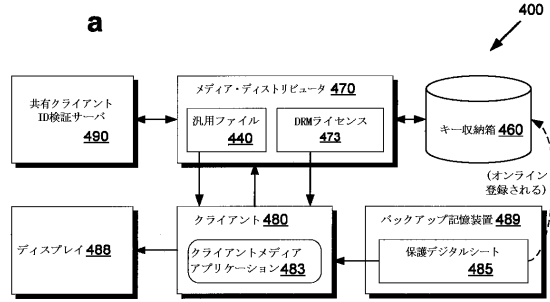 a
400
共有クライアント
ID検証サーバ
490
メディア・ディストリビュータ 470
汎用ファイル
440
DRMライセンス
473
キー収納箱 460
(オンライン
登録される)
ディスプレイ 488
クライアント 480
クライアントメディア
アプリケーション 483
バックアップ記憶装置 489
保護デジタルシート
485